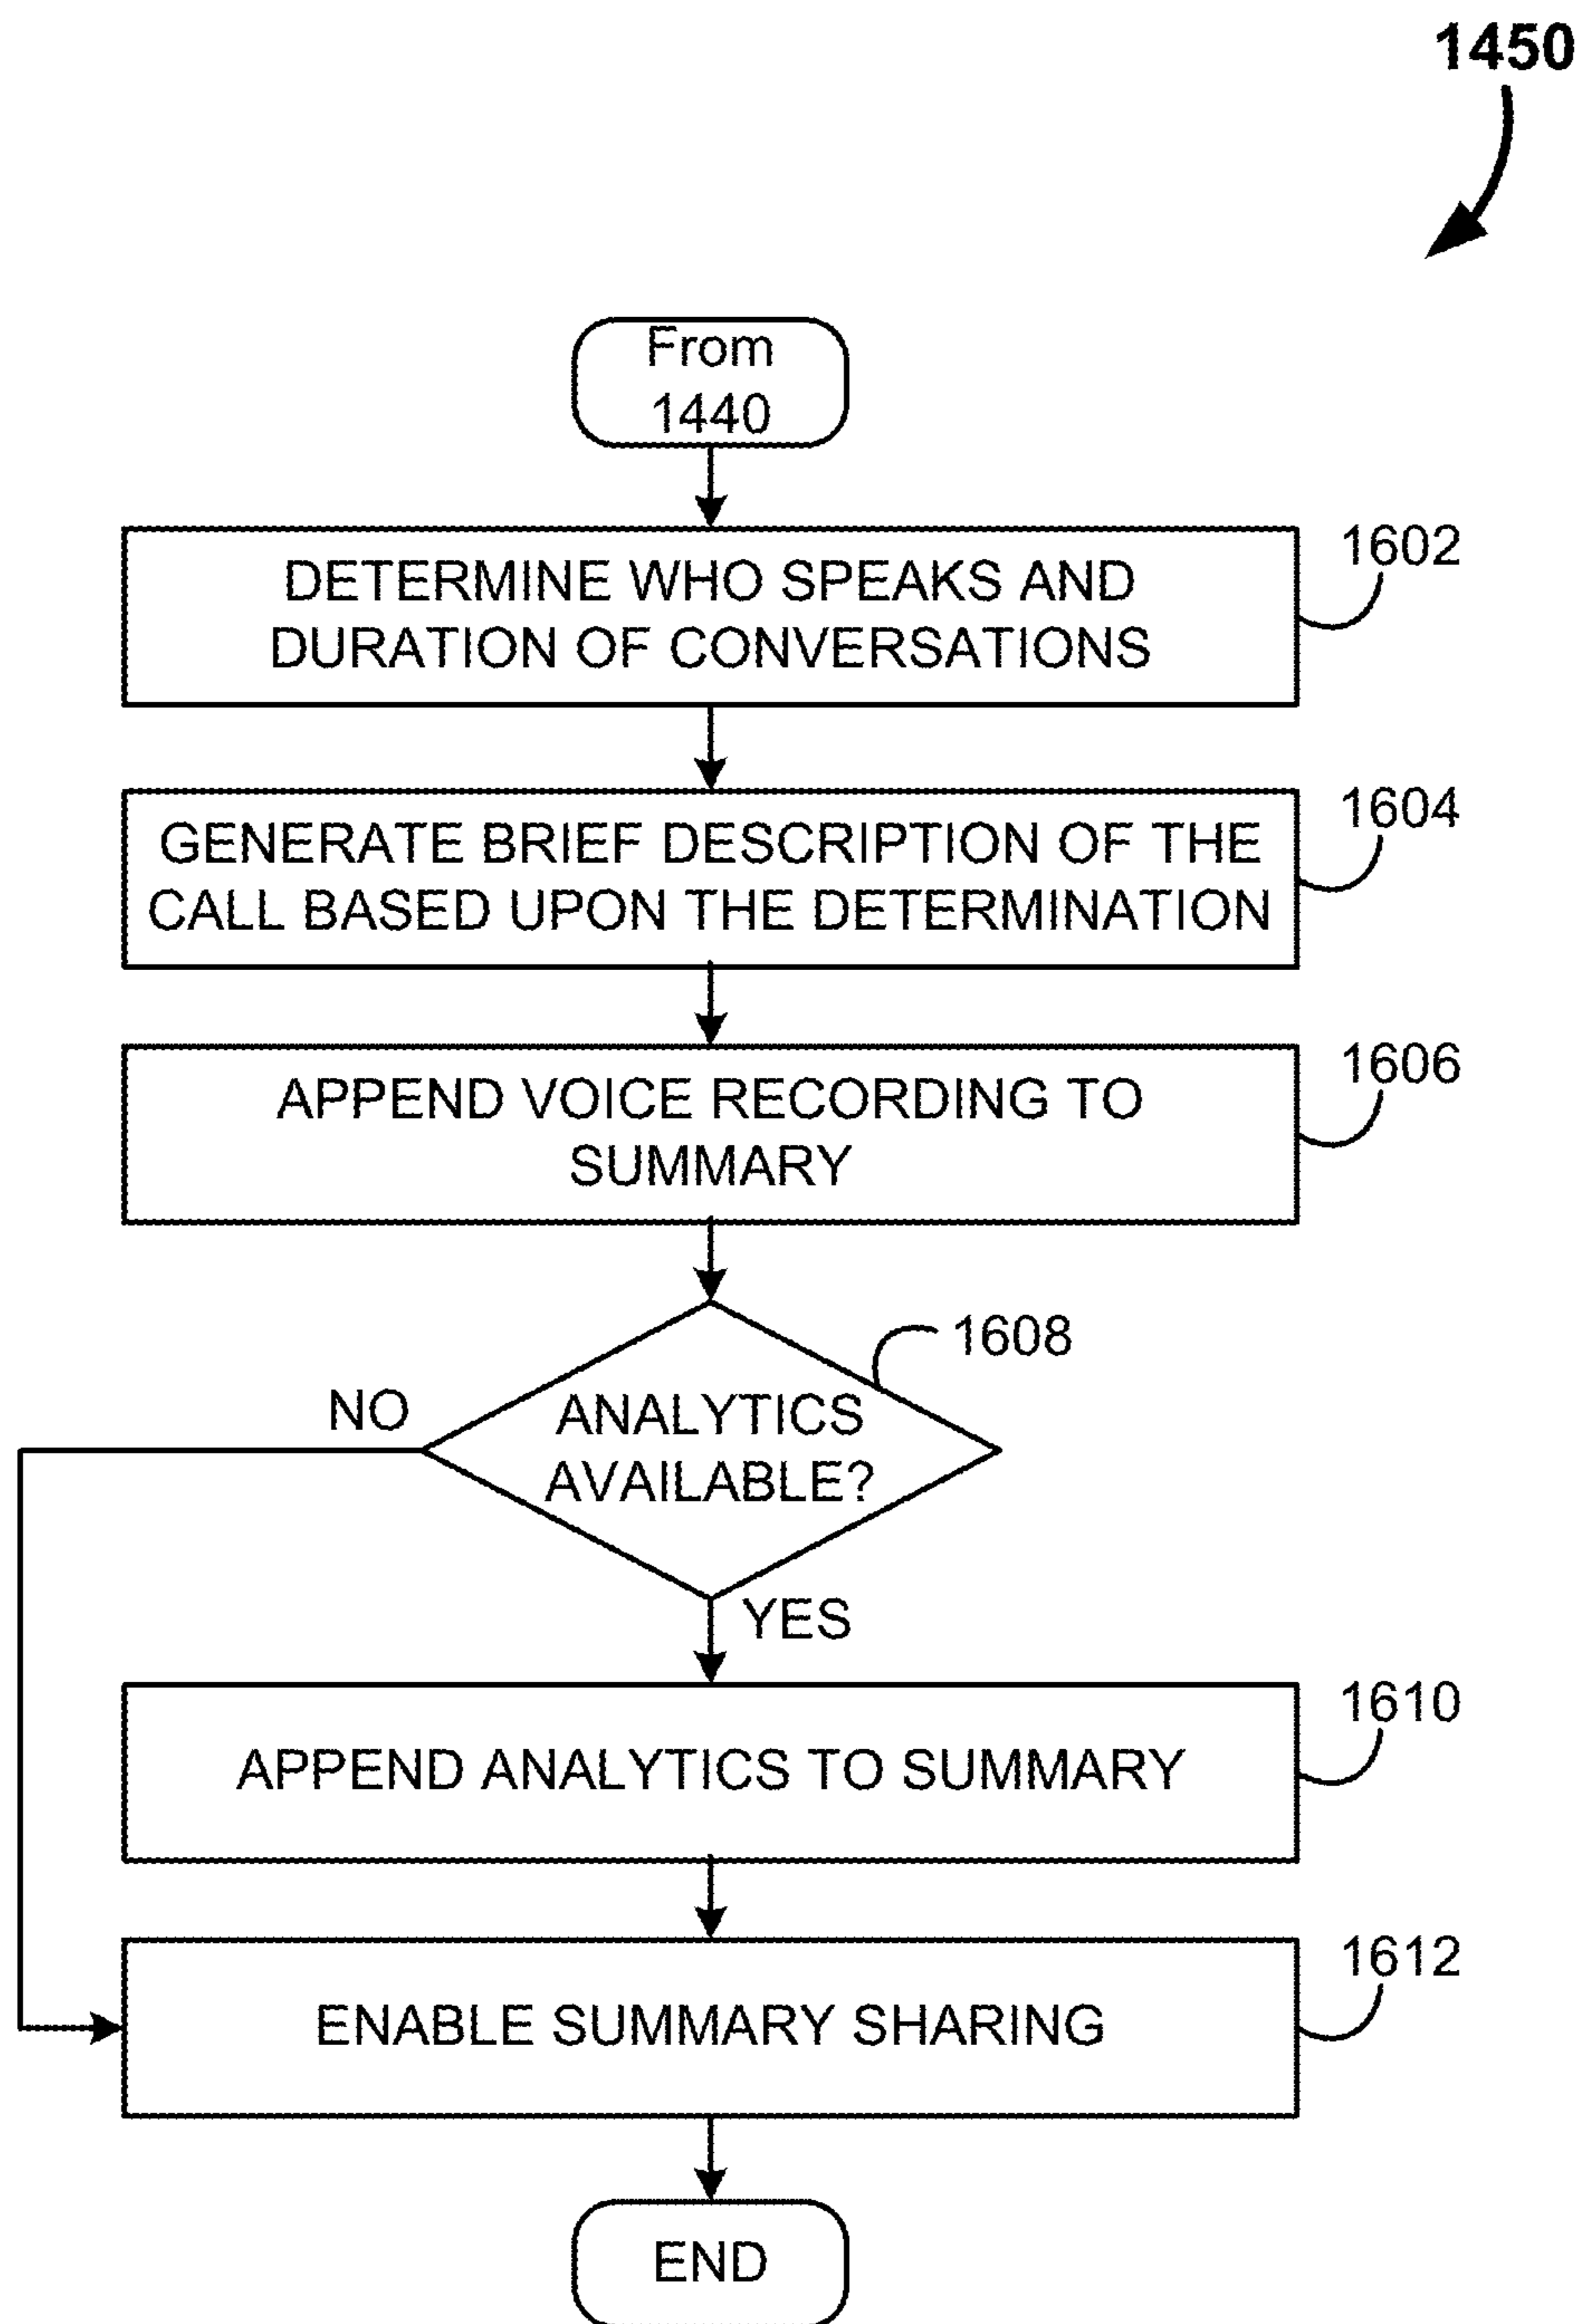 1450
From
1440
DETERMINE WHO SPEAKS AND
DURATION OF CONVERSATIONS
1602
GENERATE BRIEF DESCRIPTION OF THE
CALL BASED UPON THE DETERMINATION
1604
APPEND VOICE RECORDING TO
SUMMARY
1606
1608
ANALYTICS
AVAILABLE?
NO
YES
APPEND ANALYTICS TO SUMMARY
1610
ENABLE SUMMARY SHARING
1612
END